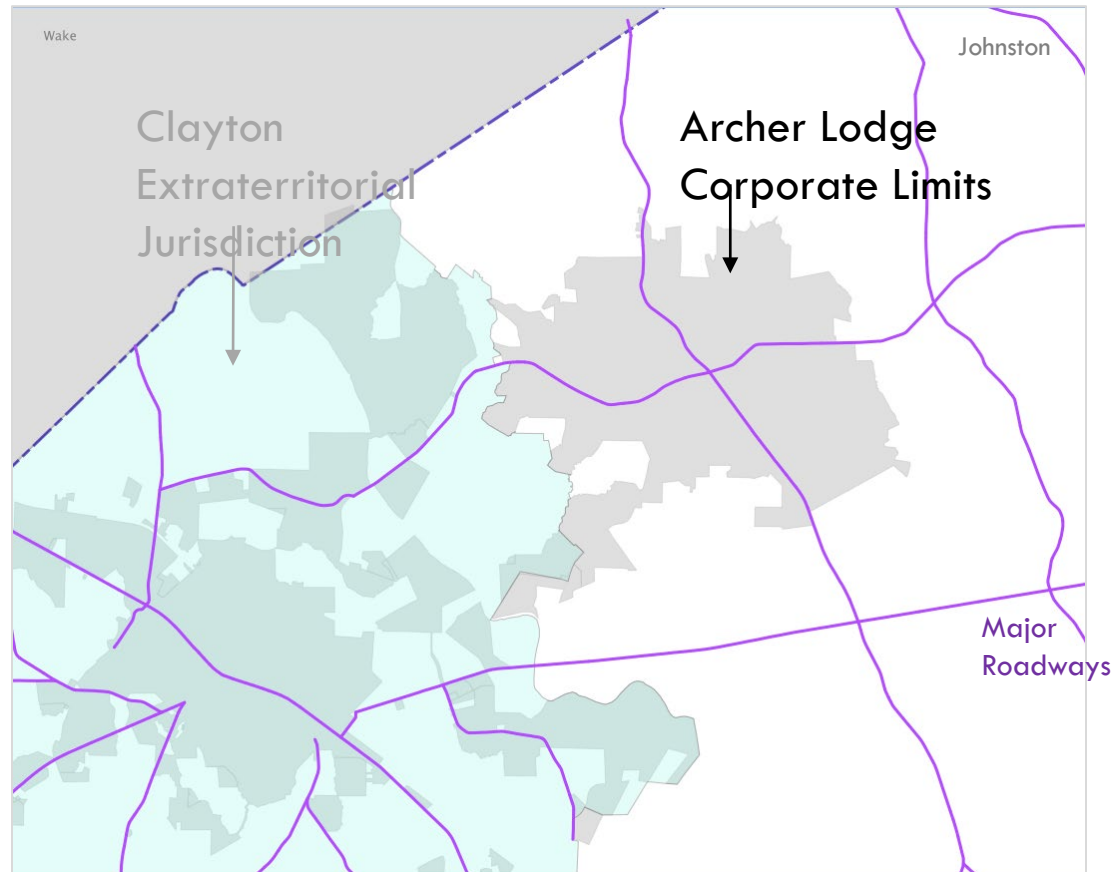 Wake
Johnston
Clayton
Extraterritorial
Jurisdiction
Archer Lodge
Corporate Limits
Major
Roadways